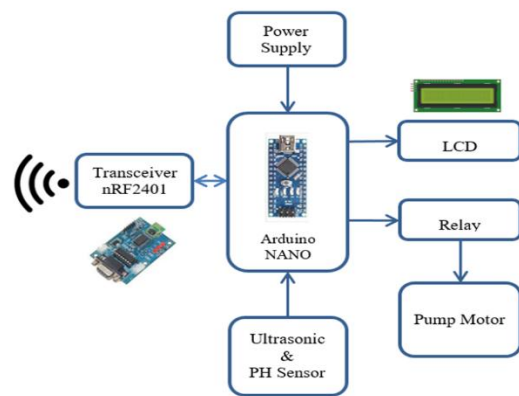 Power
Supply
Transceiver
nRF2401
Arduino
NANO
LCD
Relay
Pump Motor
Ultrasonic
&
PH Sensor